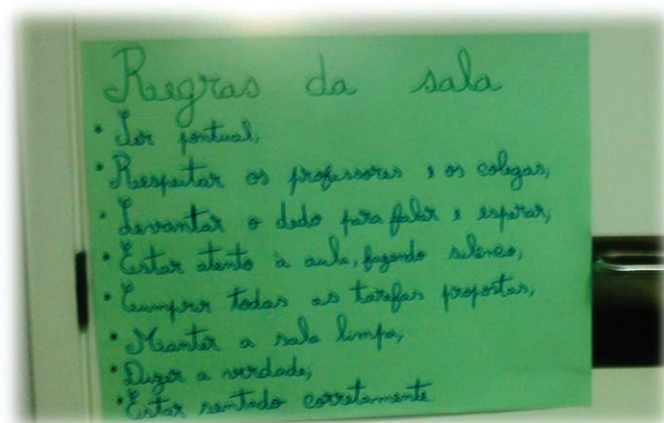 Regras da sala
• Ser pontual;
• Respeitar os professores e os colegas;
• Levantar o dedo para falar e esperar;
• Estar atento à aula, fazendo silêncio;
• Cumprir todas as tarefas propostas;
• Manter a sala limpa;
• Dizer a verdade;
• Estar sentado corretamente.